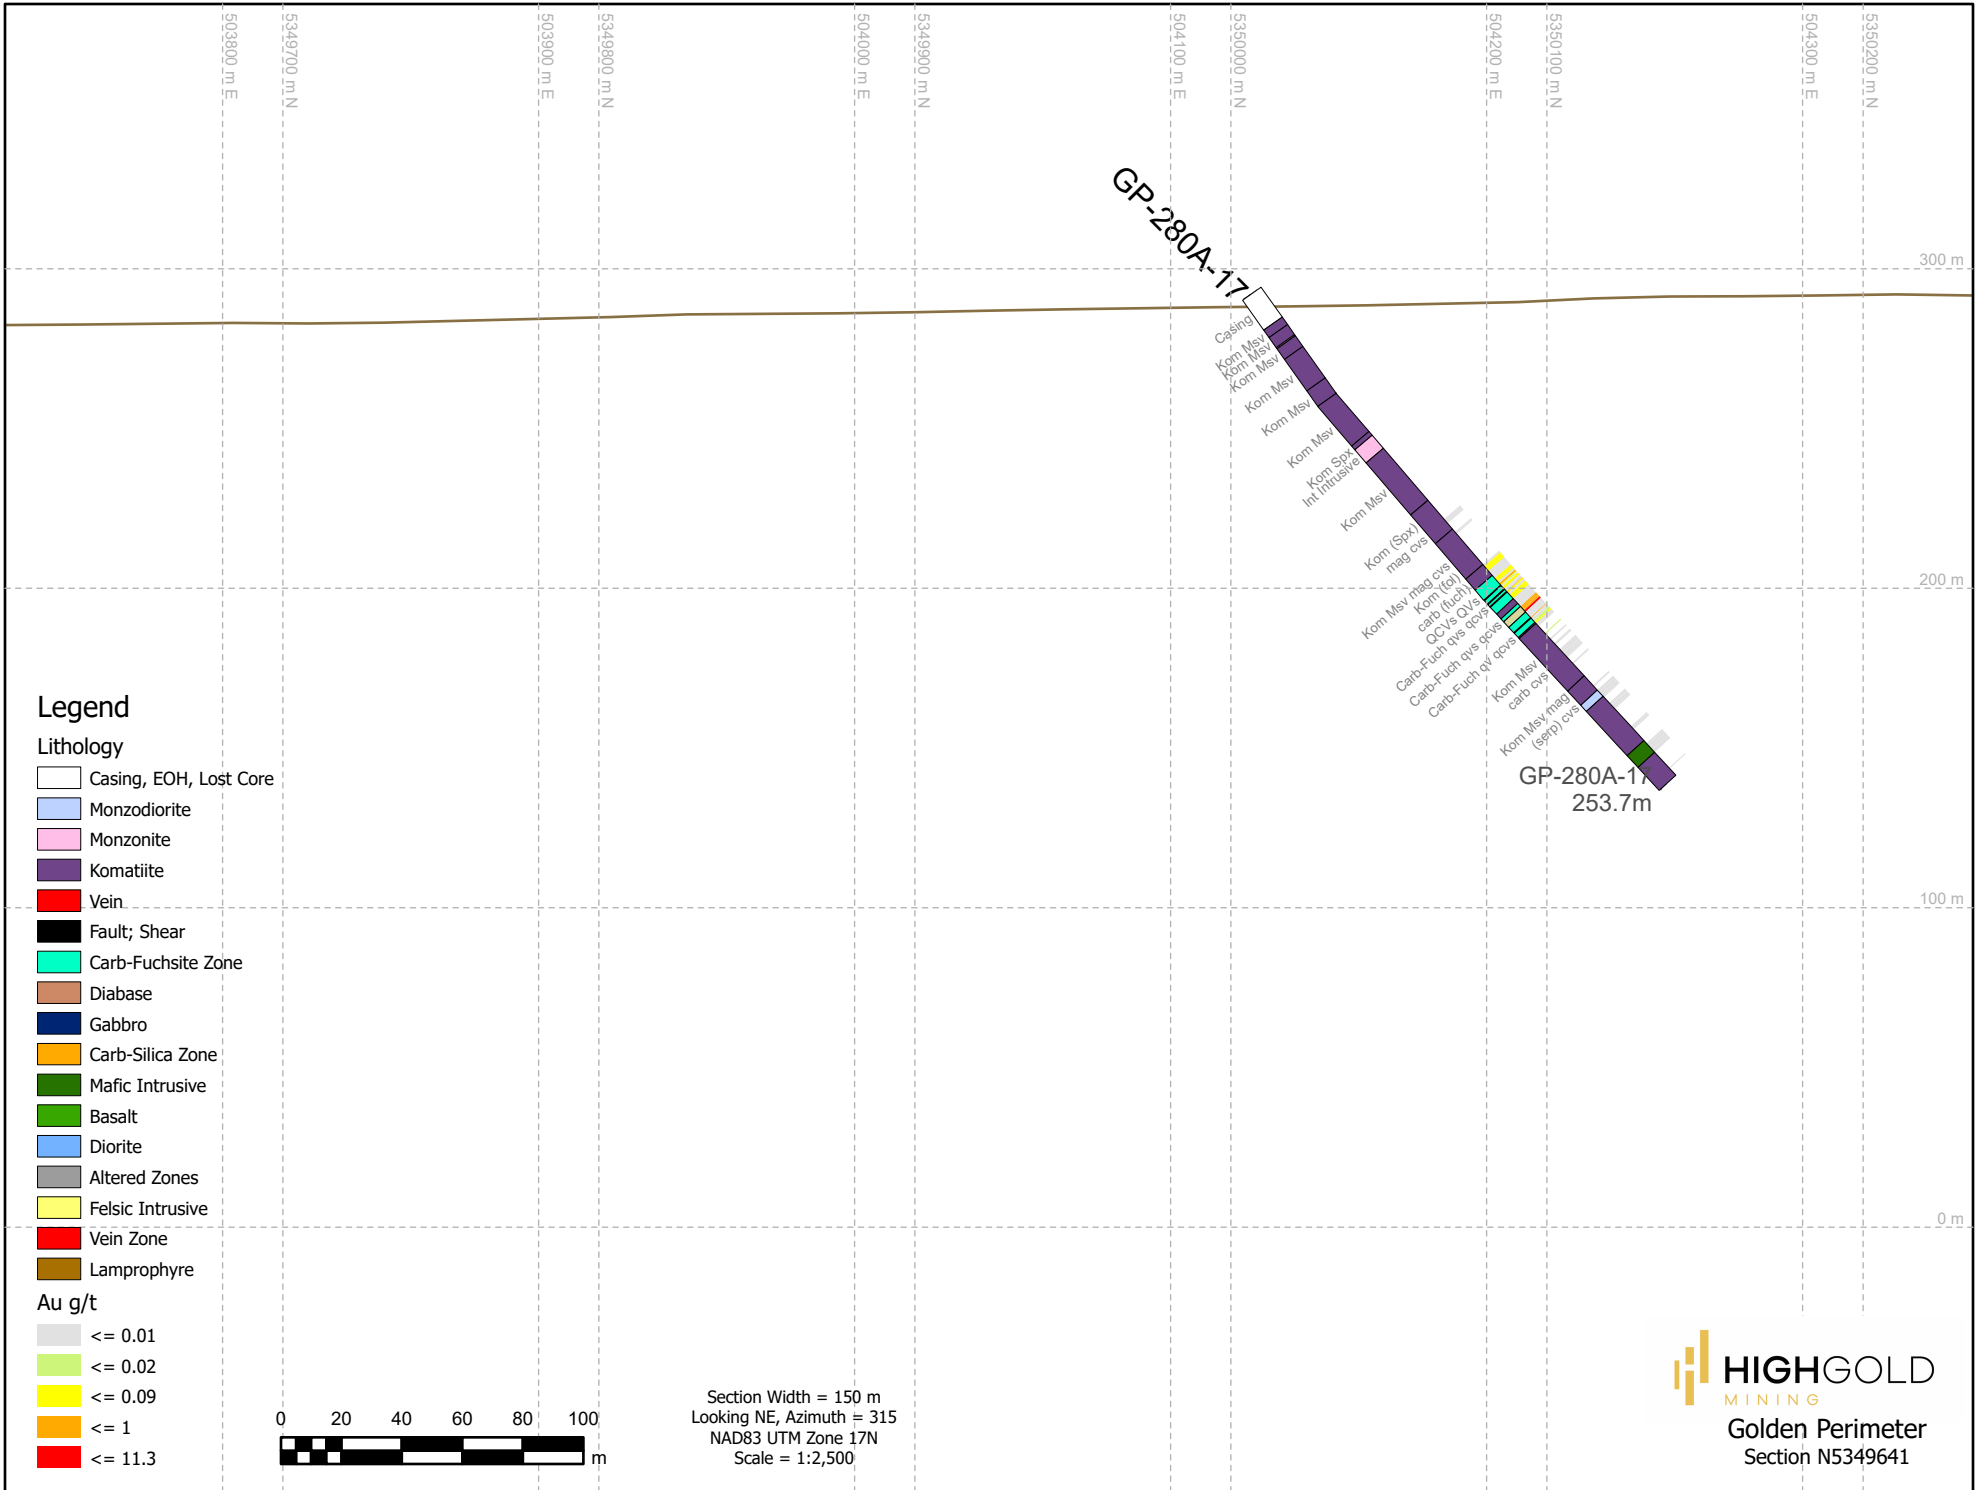 503800 m E
5349700 m N
503900 m E
5349800 m N
504000 m E
5349900 m N
504100 m E
5350000 m N
504200 m E
5350100 m N
504300 m E
5350200 m N
GP-280A-17
300 m
Casing
Kom Msv
Kom Msv
Kom Msv
Kom Msv
Kom Msv
Kom Msv
Kom Spx
Int Intrusive
Kom Msv
Kom (Spx)
mag cvs
200 m
Kom Msv mag cvs
Kom (fol)
carb (fuch)
QCVs QVs
Carb-Fuch qvs qcvs
Carb-Fuch qvs qcvs
Carb-Fuch qv qcvs
Kom Msv
carb cvs
Kom Msv mag
(serp) cvs
GP-280A-17
253.7m
100 m
0 m
Legend
Lithology
Casing, EOH, Lost Core
Monzodiorite
Monzonite
Komatiite
Vein
Fault; Shear
Carb-Fuchsite Zone
Diabase
Gabbro
Carb-Silica Zone
Mafic Intrusive
Basalt
Diorite
Altered Zones
Felsic Intrusive
Vein Zone
Lamprophyre
Au g/t
<= 0.01
<= 0.02
<= 0.09
<= 1
<= 11.3
0 20 40 60 80 100
m
Section Width = 150 m
Looking NE, Azimuth = 315
NAD83 UTM Zone 17N
Scale = 1:2,500
HIGHGOLD
MINING
Golden Perimeter
Section N5349641